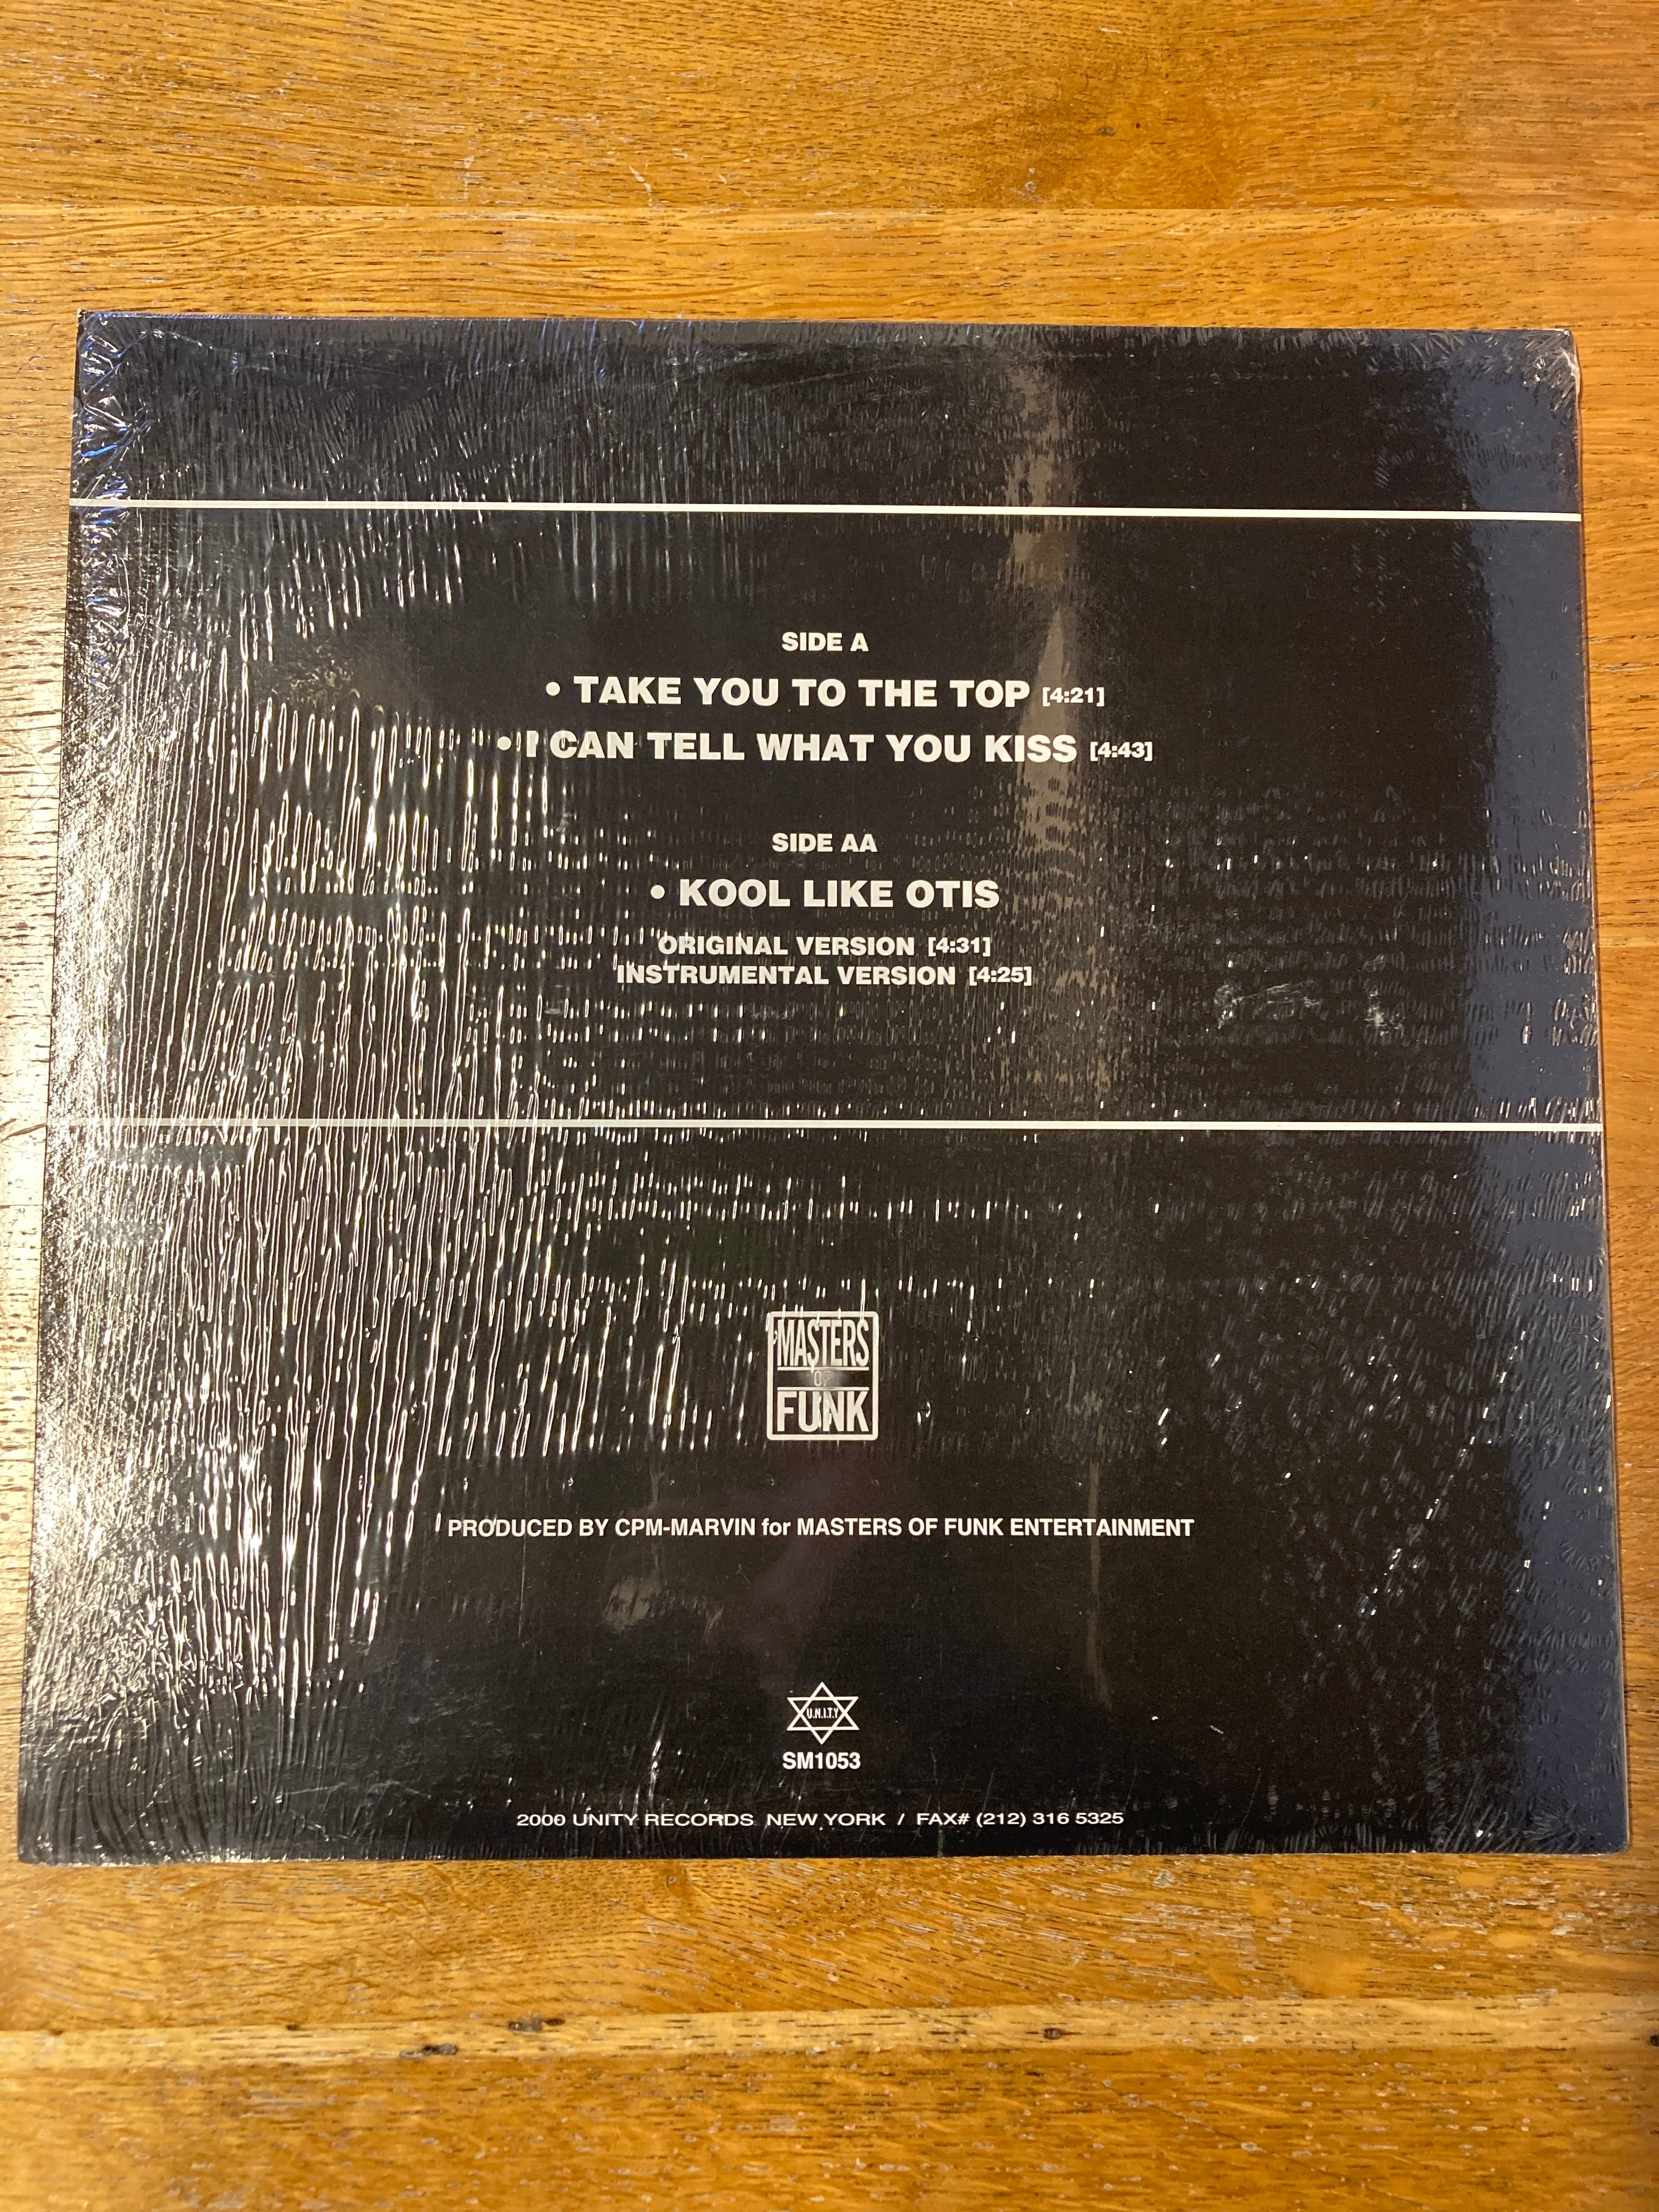 SIDE A
• TAKE YOU TO THE TOP [4:21]
• I CAN TELL WHAT YOU KISS [4:43]
SIDE AA
• KOOL LIKE OTIS
ORIGINAL VERSION [4:31]
INSTRUMENTAL VERSION [4:25]
MASTERS
OF
FUNK
PRODUCED BY CPM-MARVIN for MASTERS OF FUNK ENTERTAINMENT
U.N.I.T.Y
SM1053
2000 UNITY RECORDS NEW YORK / FAX# (212) 316 5325